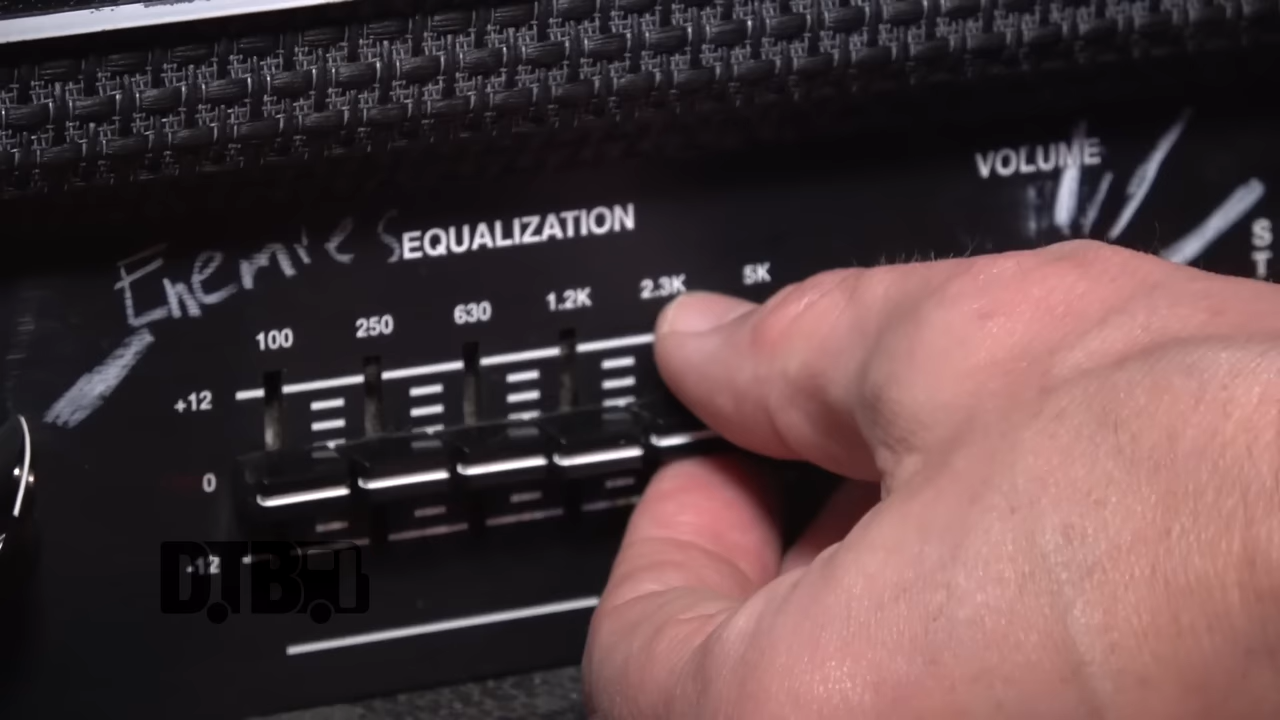 VOLUME
Enemies EQUALIZATION
100 250 630 1.2K 2.3K 5K
+12
0
-12
DTB
S
T